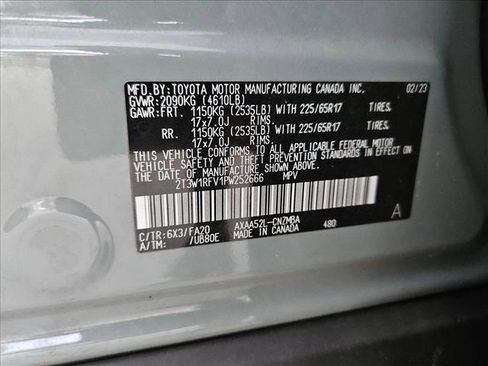 MFD.BY:TOYOTA MOTOR MANUFACTURING CANADA INC. 02/23
GVWR:2090KG (4610LB)
GAWR:FRT. 1150KG (2535LB) WITH 225/65R17 TIRES,
17x7.0J RIMS,
RR. 1150KG (2535LB) WITH 225/65R17 TIRES,
17x7.0J RIMS,
THIS VEHICLE CONFORMS TO ALL APPLICABLE FEDERAL MOTOR
VEHICLE SAFETY AND THEFT PREVENTION STANDARDS IN EFFECT
ON THE DATE OF MANUFACTURE SHOWN ABOVE.
2T3W1RFV1PW252666 MPV
C/TR:6X3/FA20 AXAA52L-CNZMBA 480 A
A/TM: /UB80E MADE IN CANADA